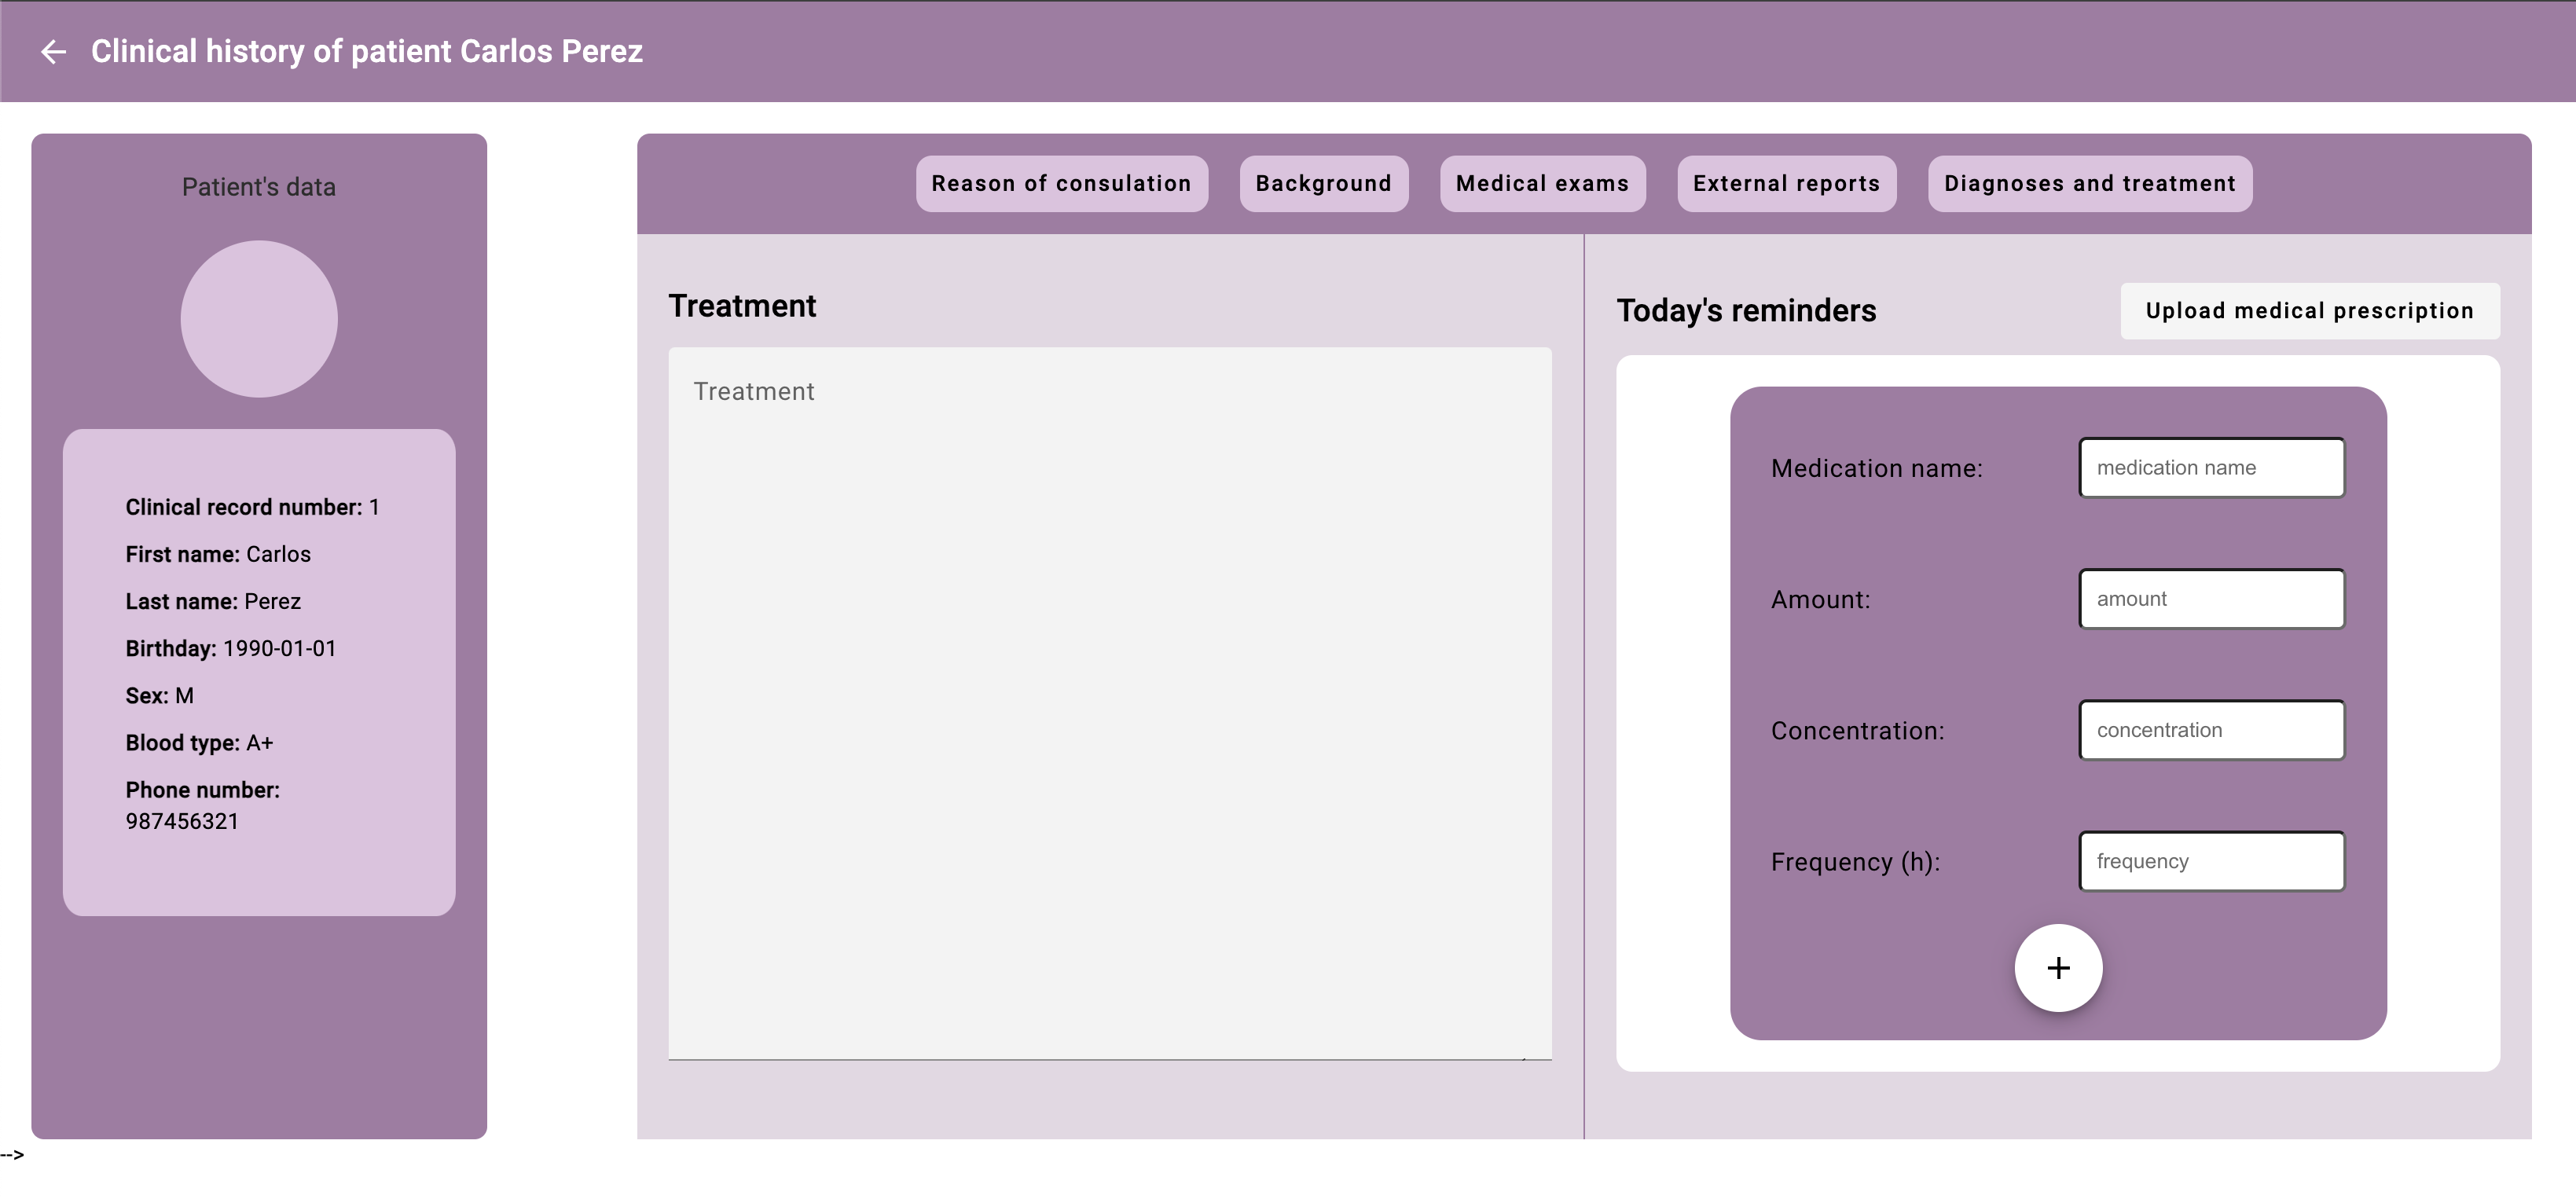 Clinical history of patient Carlos Perez
Patient's data
Clinical record number: 1
First name: Carlos
Last name: Perez
Birthday: 1990-01-01
Sex: M
Blood type: A+
Phone number:
987456321
Reason of consulation
Background
Medical exams
External reports
Diagnoses and treatment
Treatment
Treatment
Today's reminders
Upload medical prescription
Medication name:
medication name
Amount:
amount
Concentration:
concentration
Frequency (h):
frequency
+
-->